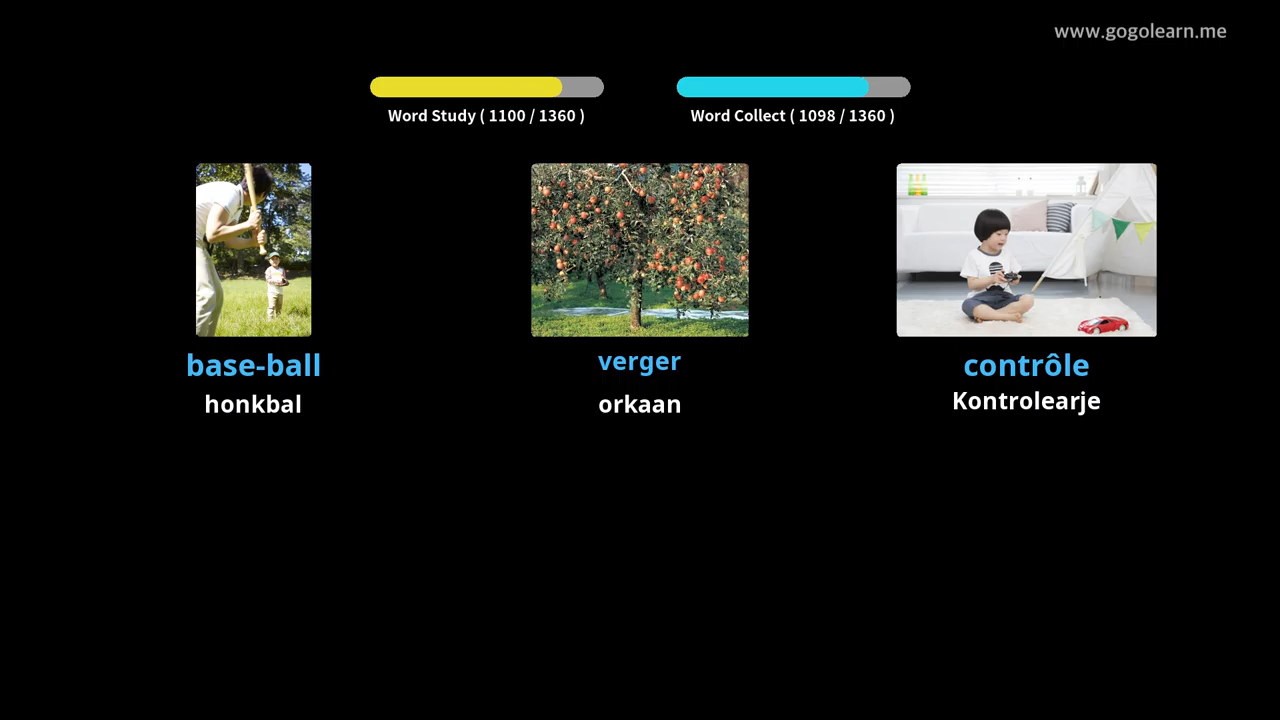 www.gogolearn.me
Word Study ( 1100 / 1360 )
Word Collect ( 1098 / 1360 )
base-ball
verger
contrôle
honkbal
orkaan
Kontrolearje